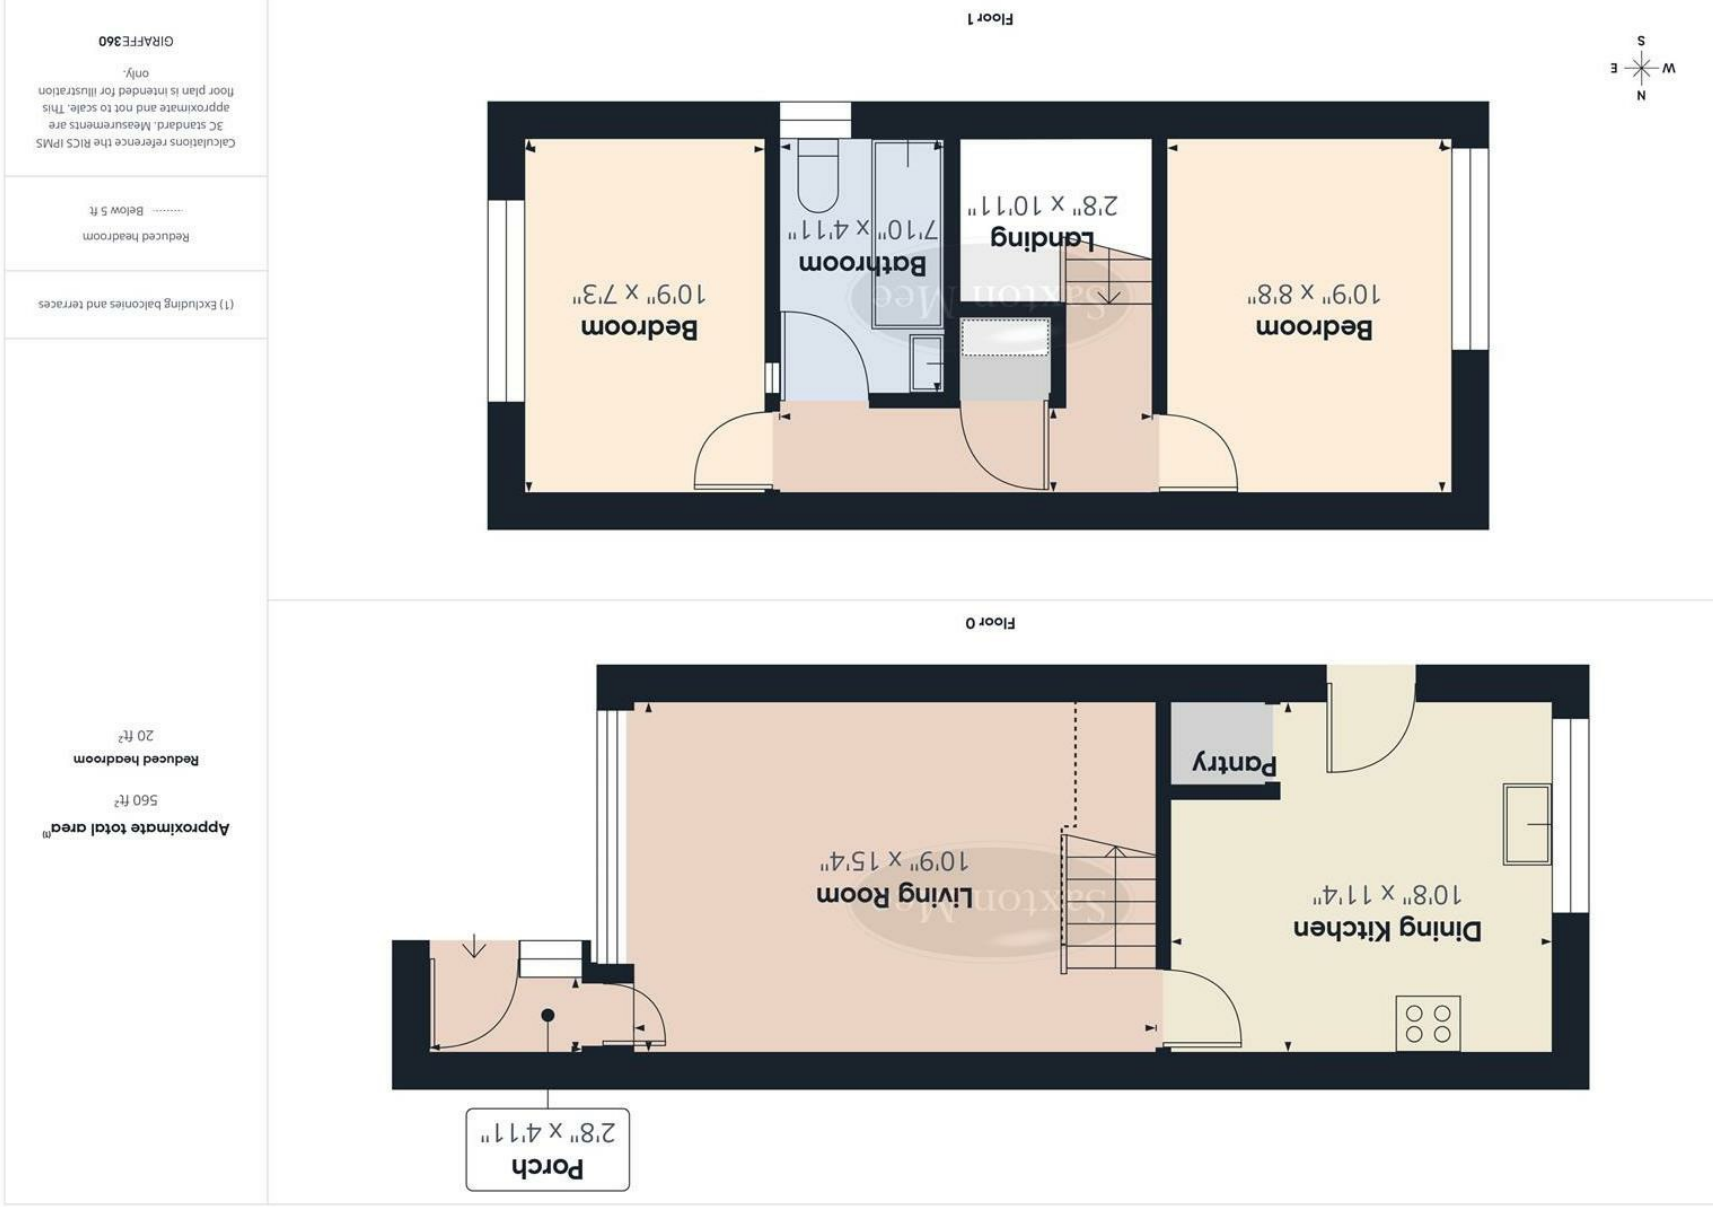 Porch
2'8" x 4'11"
Dining Kitchen
10'8" x 11'4"
Living Room
10'9" x 15'4"
Saxton Mee
Pantry
Floor 0
Bedroom
10'9" x 8'8"
Landing
2'8" x 10'11"
Bathroom
7'10" x 4'11"
Bedroom
10'9" x 7'3"
Saxton Mee
Floor 1
N
W
E
S
Approximate total area(1)
560 ft²
Reduced headroom
20 ft²
(1) Excluding balconies and terraces
Reduced headroom
Below 5 ft
Calculations reference the RICS IPMS
3C standard. Measurements are
approximate and not to scale. This
floor plan is intended for illustration
only.
GIRAFFE360